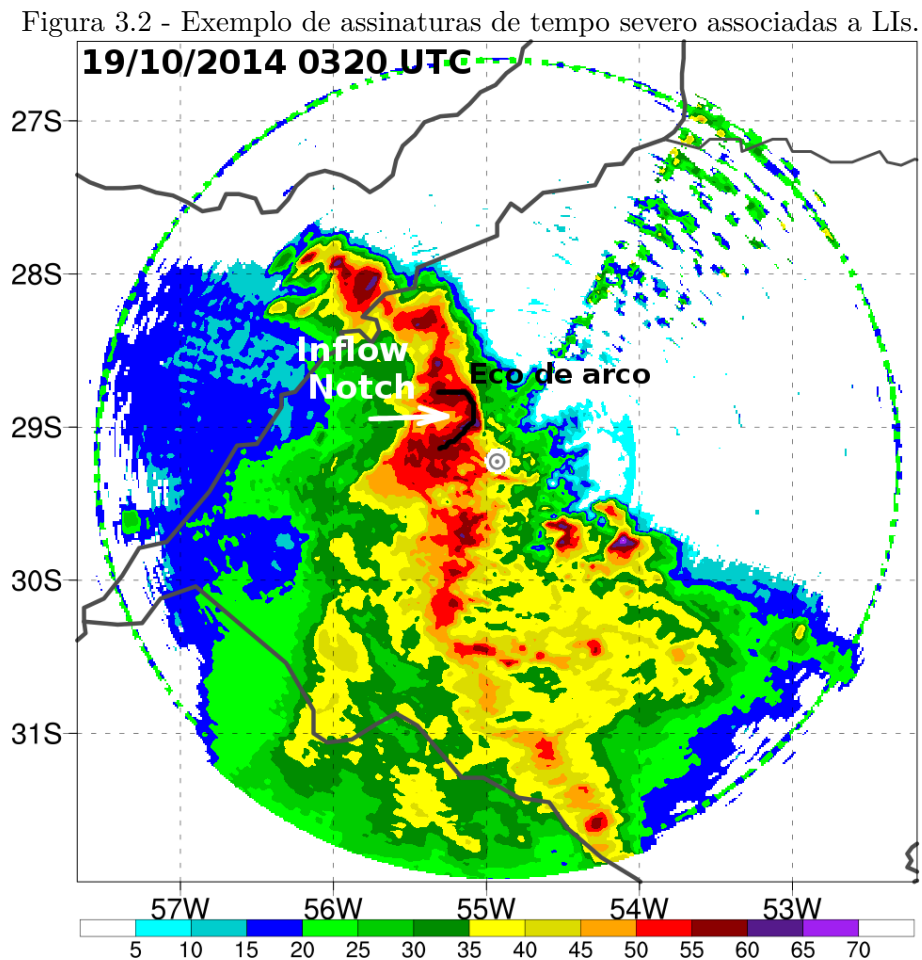 Figura 3.2 - Exemplo de assinaturas de tempo severo associadas a LIs.
19/10/2014 0320 UTC
27S
28S
Inflow
Notch
Eco de arco
29S
30S
31S
57W 56W 55W 54W 53W
5 10 15 20 25 30 35 40 45 50 55 60 65 70